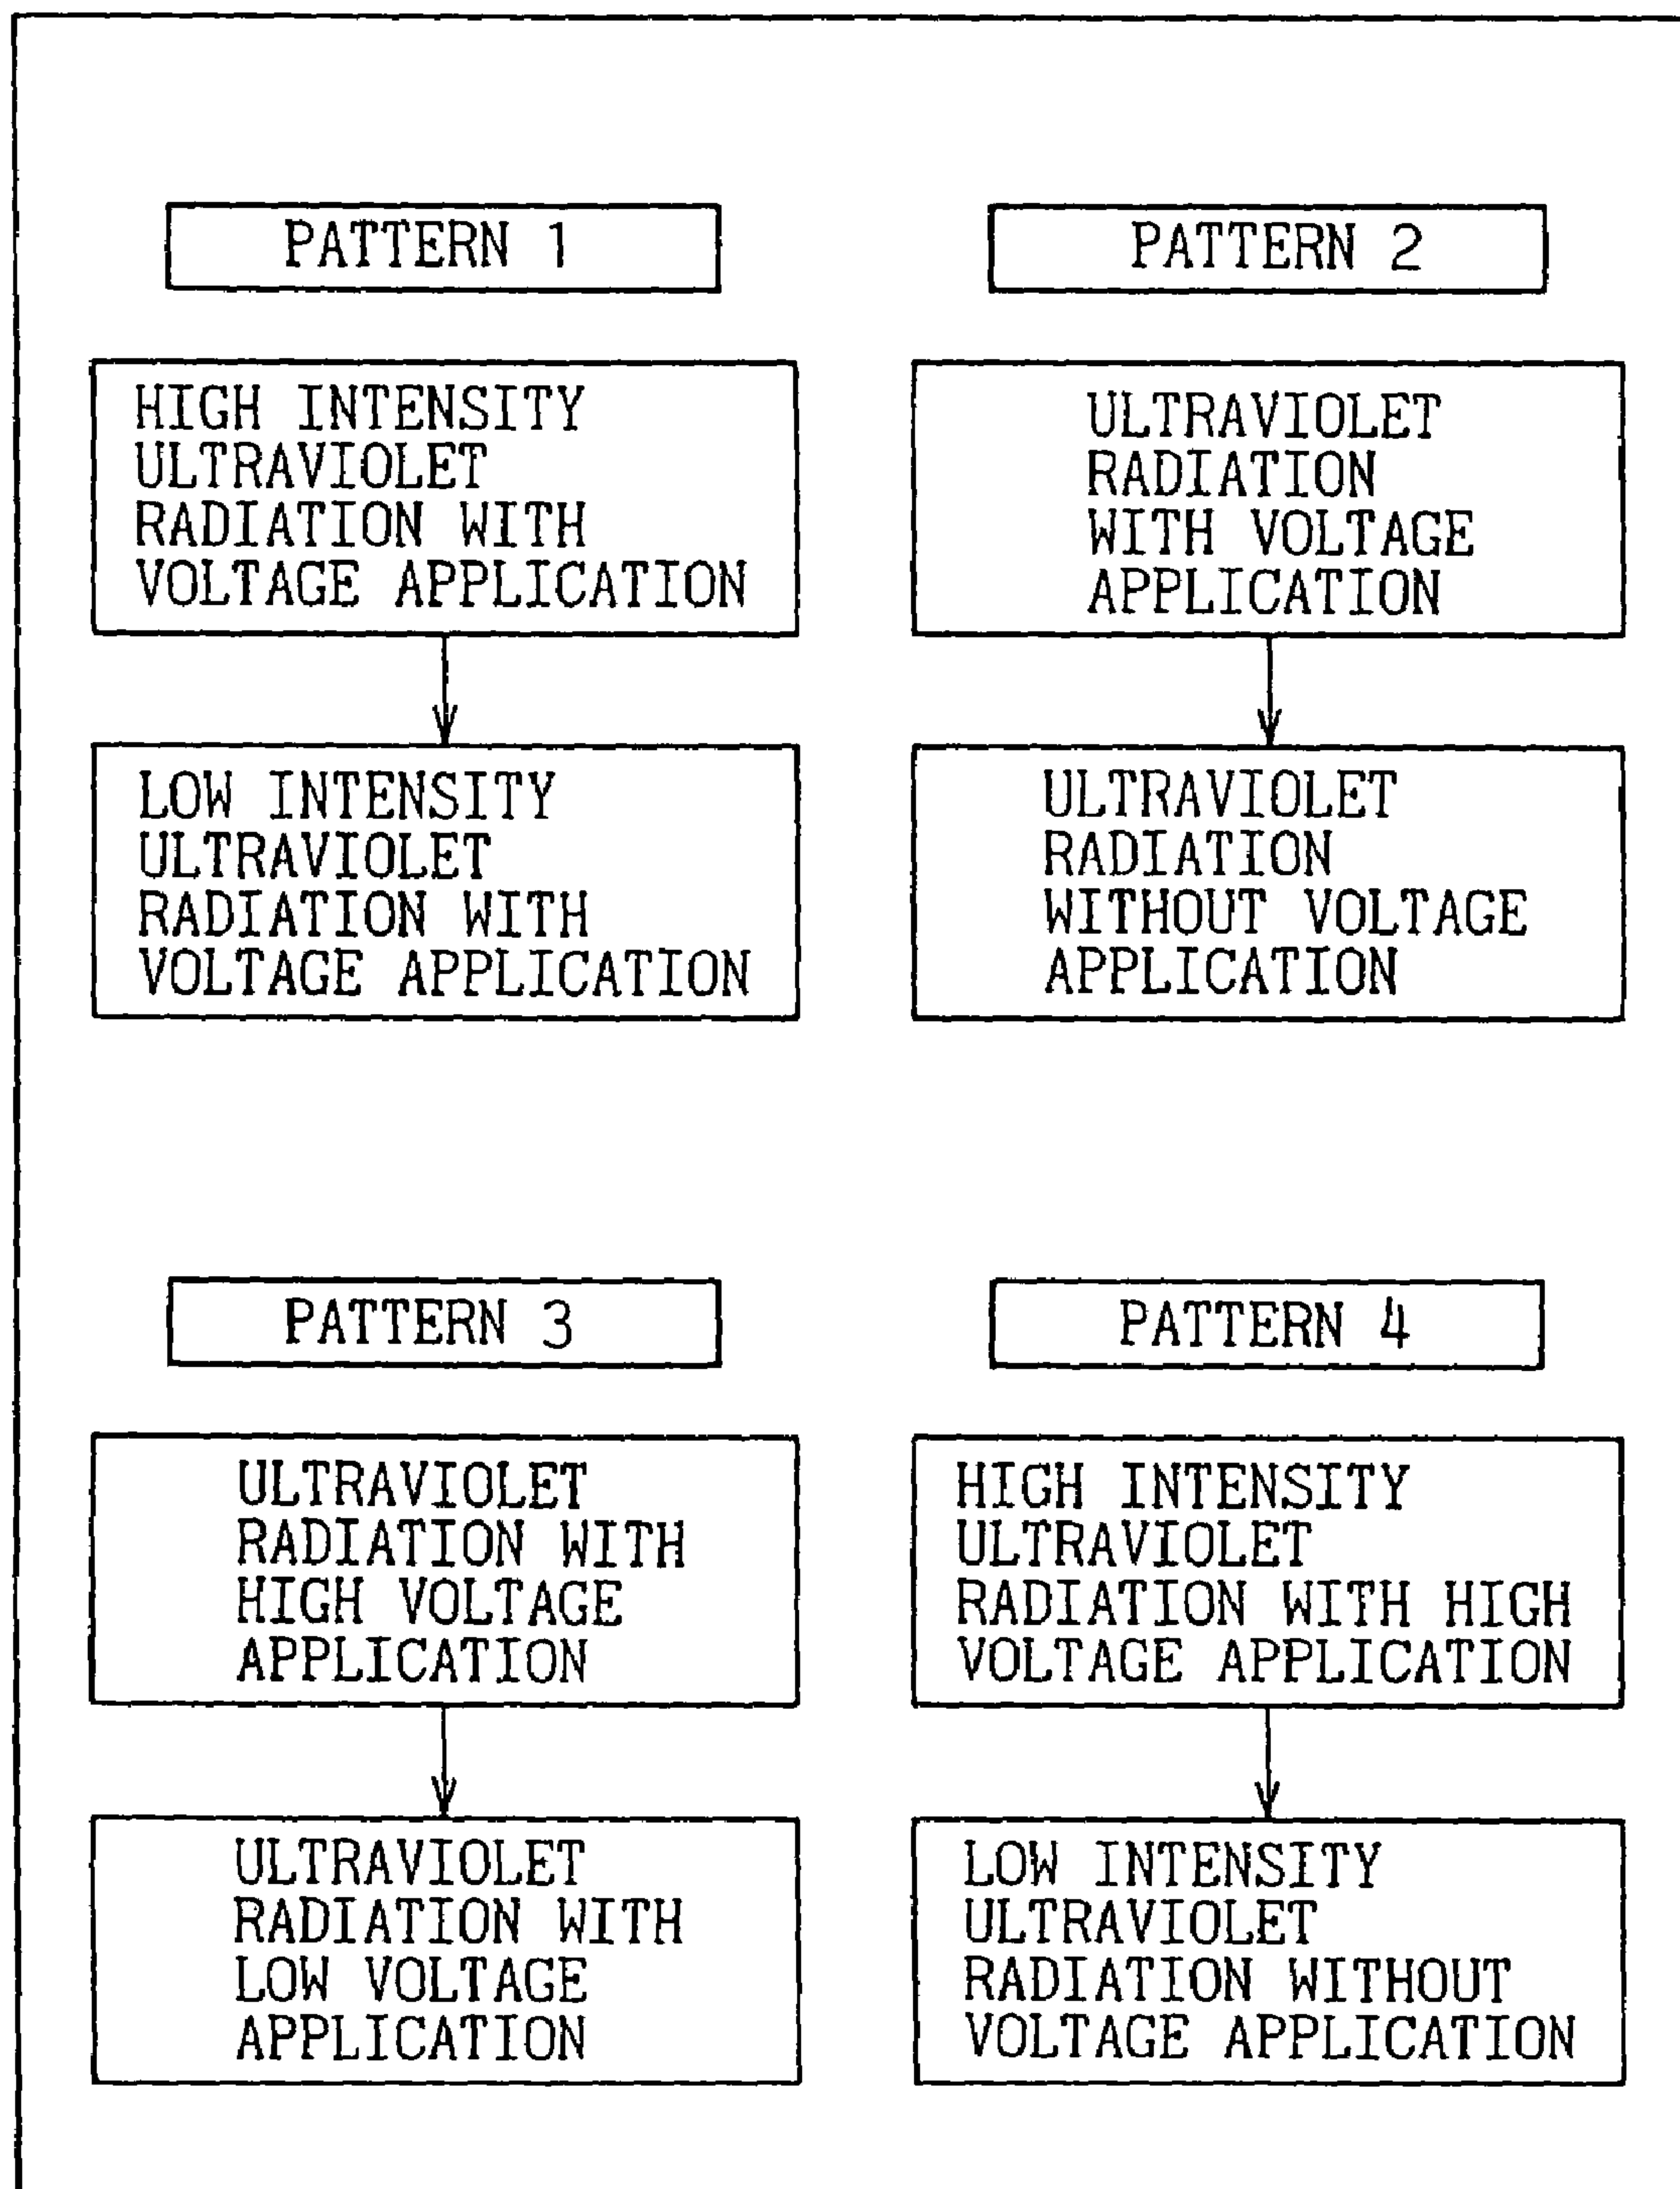 PATTERN 1
HIGH INTENSITY
ULTRAVIOLET
RADIATION WITH
VOLTAGE APPLICATION
LOW INTENSITY
ULTRAVIOLET
RADIATION WITH
VOLTAGE APPLICATION
PATTERN 2
ULTRAVIOLET
RADIATION
WITH VOLTAGE
APPLICATION
ULTRAVIOLET
RADIATION
WITHOUT VOLTAGE
APPLICATION
PATTERN 3
ULTRAVIOLET
RADIATION WITH
HIGH VOLTAGE
APPLICATION
ULTRAVIOLET
RADIATION WITH
LOW VOLTAGE
APPLICATION
PATTERN 4
HIGH INTENSITY
ULTRAVIOLET
RADIATION WITH HIGH
VOLTAGE APPLICATION
LOW INTENSITY
ULTRAVIOLET
RADIATION WITHOUT
VOLTAGE APPLICATION